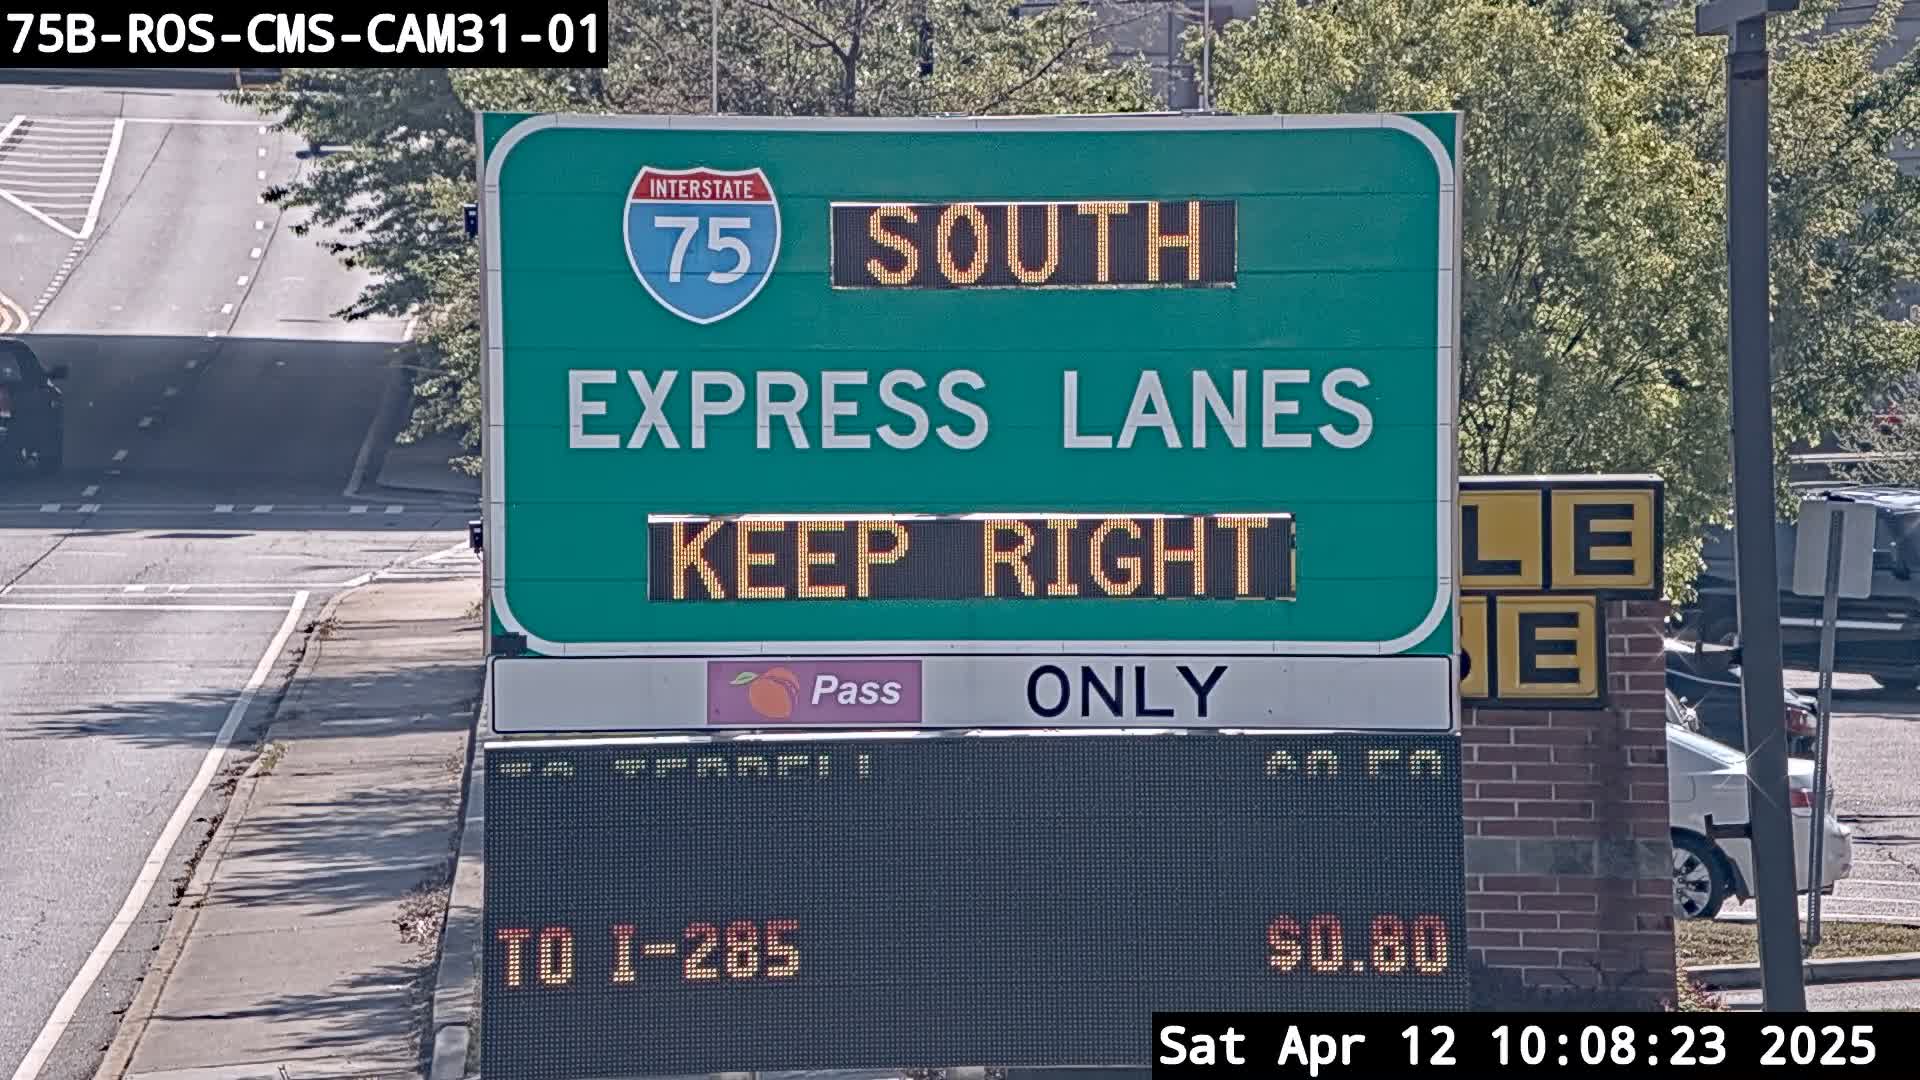 75B-ROS-CMS-CAM31-01
INTERSTATE
75
SOUTH
EXPRESS LANES
KEEP RIGHT
Pass ONLY
TO I-285 $0.80
LE
E
Sat Apr 12 10:08:23 2025